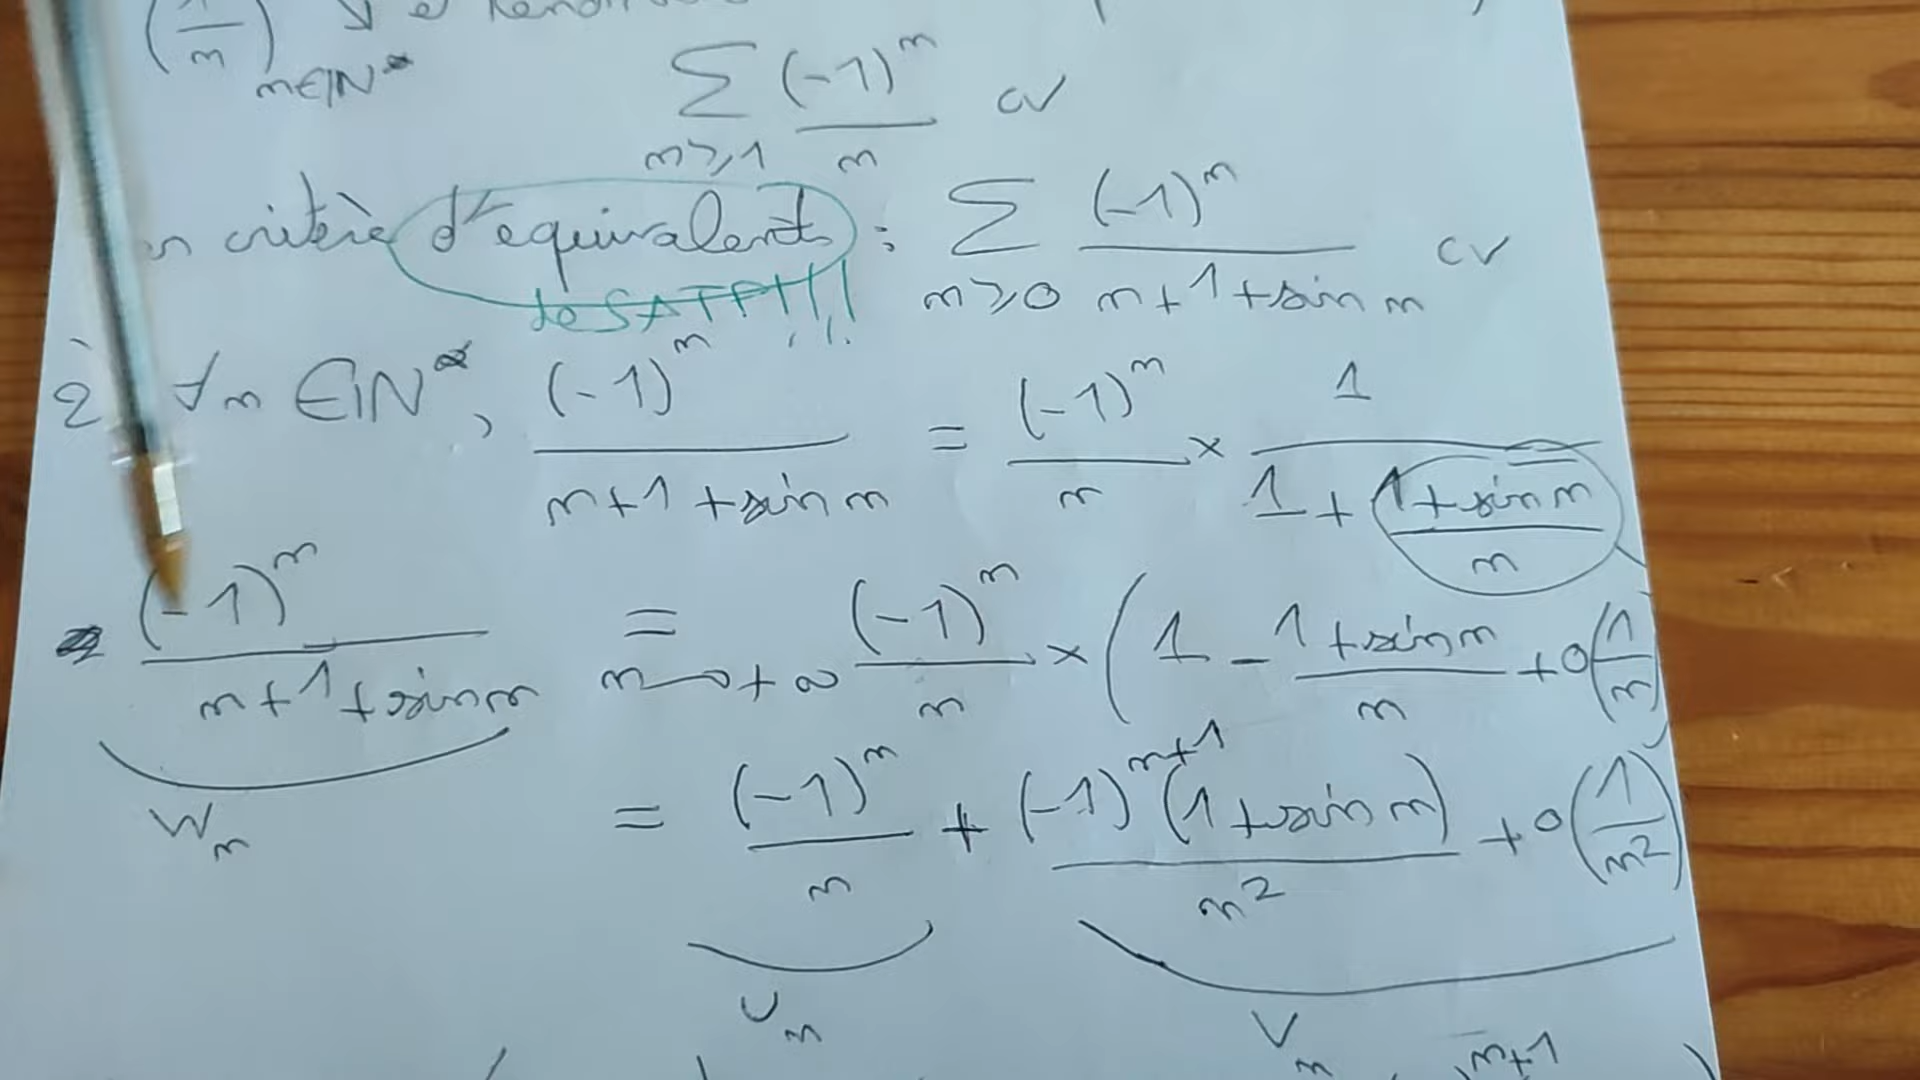 (1/n) n∈ℕ*
∑ n≥1 (-1)^n / n cv
critère d'équivalents : ∑ n≥0 (-1)^n / (n+1+sin n) cv
de SATP!!!
2) ∀n ∈ ℕ*, (-1)^n / (n+1+sin n) = (-1)^n / n × 1 / (1 + (1+sin n)/n)
(-1)^n / (n+1+sin n) =_{n→+∞} (-1)^n / n × (1 - (1+sin n)/n + o(1/n)
= (-1)^n / n + (-1)^{n+1} (1+sin n) / n² + o(1/n²)
W_n
U_n V_n
n+1